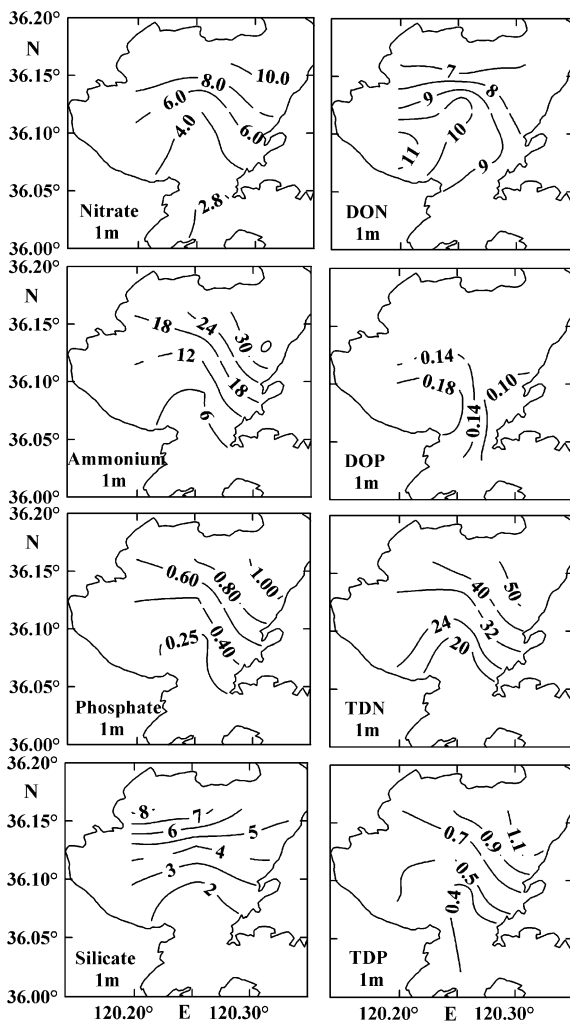 36.20°
N
36.15°
36.10°
36.05°
36.00°
10.0
8.0
6.0
4.0
6.0
2.8
Nitrate
1m
7
8
9
10
11
9
DON
1m
36.20°
N
36.15°
36.10°
36.05°
36.00°
18
24
30
12
18
6
Ammonium
1m
0.14
0.18
0.10
0.14
DOP
1m
36.20°
N
36.15°
36.10°
36.05°
36.00°
0.60
0.80
1.00
0.25
0.40
Phosphate
1m
40
50
24
32
20
TDN
1m
36.20°
N
36.15°
36.10°
36.05°
36.00°
8
7
6
5
4
3
2
Silicate
1m
0.7
0.9
1.1
0.5
0.4
TDP
1m
120.20° E 120.30°
120.20° E 120.30°